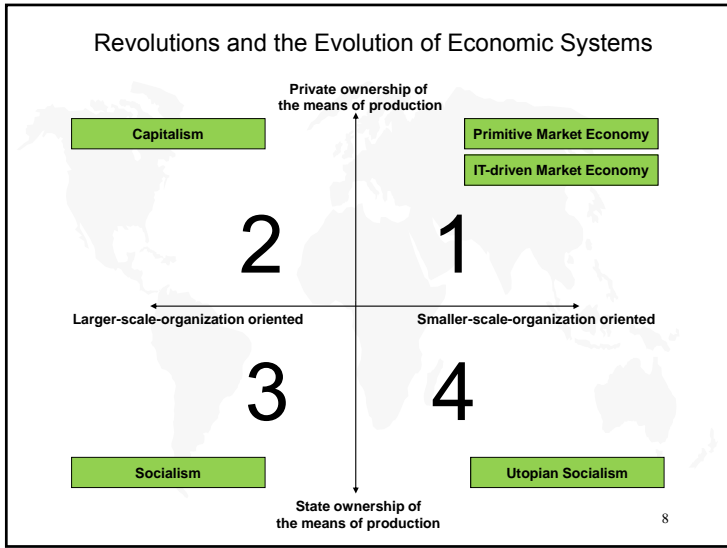 Revolutions and the Evolution of Economic Systems
Private ownership of
the means of production
Capitalism
Primitive Market Economy
IT-driven Market Economy
2
1
Larger-scale-organization oriented
Smaller-scale-organization oriented
3
4
Socialism
Utopian Socialism
State ownership of
the means of production
8